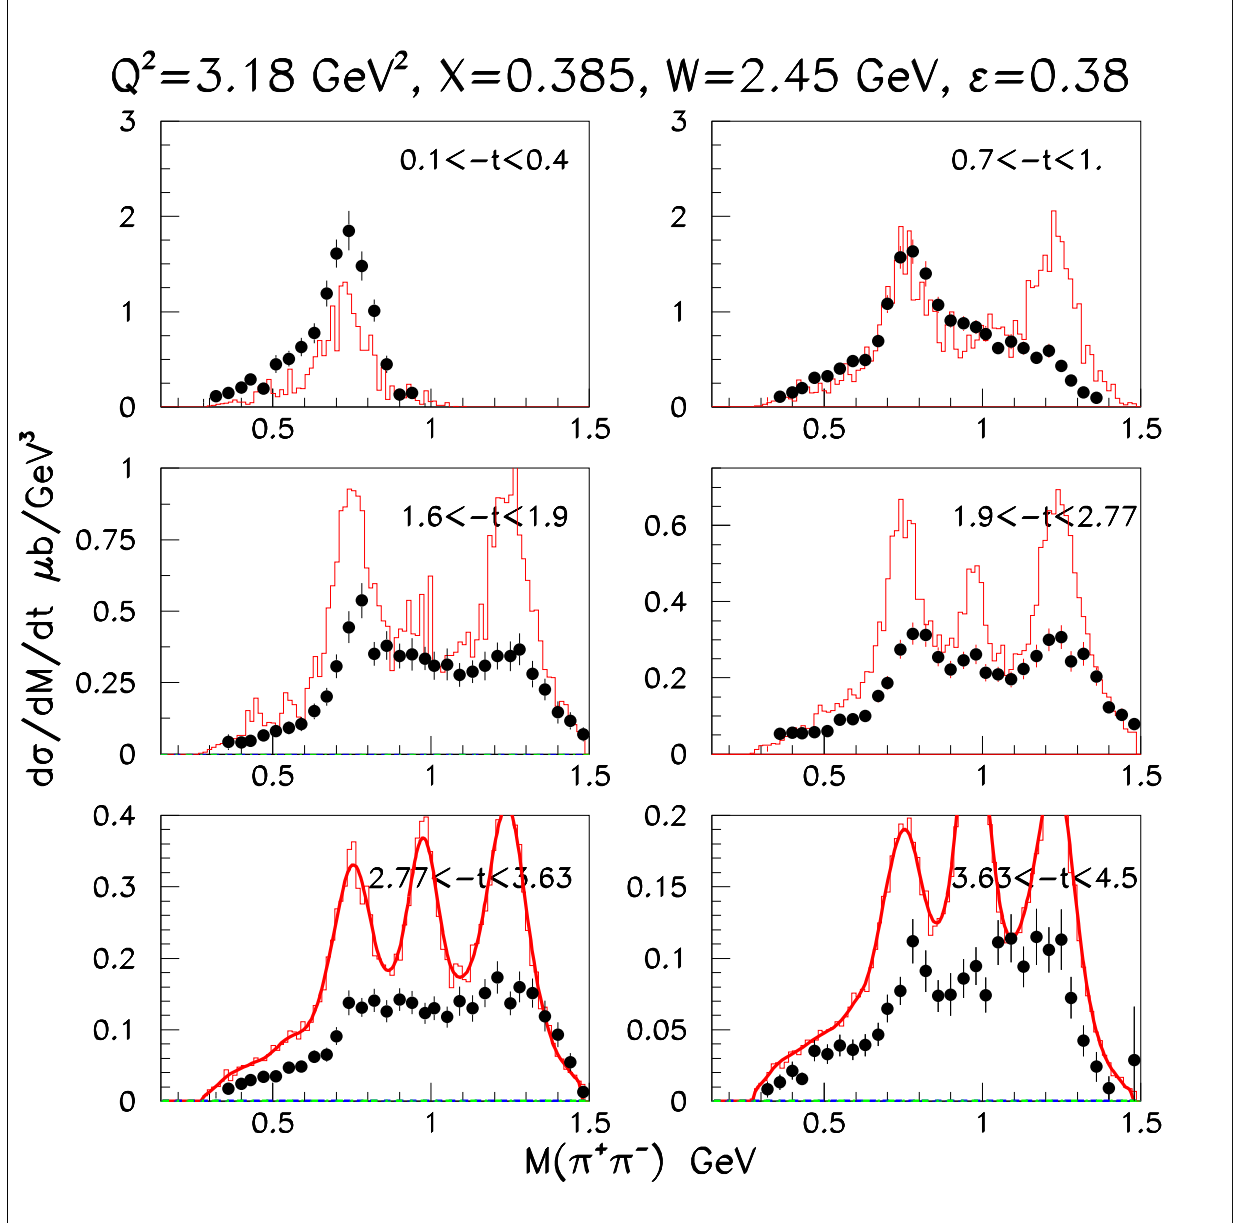 Q²=3.18 GeV², X=0.385, W=2.45 GeV, ε=0.38
0.1<-t<0.4
3
2
1
0
0.5 1 1.5
0.7<-t<1.
3
2
1
0
0.5 1 1.5
dσ/dM/dt μb/GeV³
1.6<-t<1.9
1
0.75
0.5
0.25
0
0.5 1 1.5
1.9<-t<2.77
0.6
0.4
0.2
0
0.5 1 1.5
2.77<-t<3.63
0.4
0.3
0.2
0.1
0
0.5 1 1.5
3.63<-t<4.5
0.2
0.15
0.1
0.05
0
0.5 1 1.5
M(π⁺π⁻) GeV